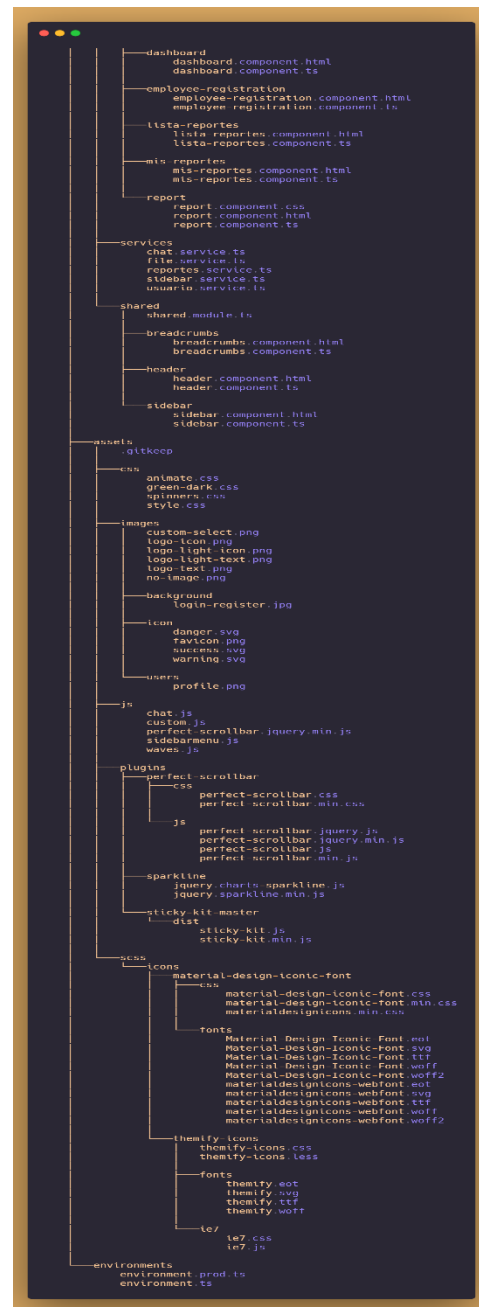 dashboard
dashboard.component.html
dashboard.component.ts
employee-registration
employee-registration.component.html
employee-registration.component.ts
lista-reportes
lista-reportes.component.html
lista-reportes.component.ts
mis-reportes
mis-reportes.component.html
mis-reportes.component.ts
report
report.component.css
report.component.html
report.component.ts
services
chat.service.ts
file.service.ts
reportes.service.ts
sidebar.service.ts
usuario.service.ts
shared
shared.module.ts
breadcrumbs
breadcrumbs.component.html
breadcrumbs.component.ts
header
header.component.html
header.component.ts
sidebar
sidebar.component.html
sidebar.component.ts
assets
.gitkeep
css
animate.css
green-dark.css
spinners.css
style.css
images
custom-select.png
logo-icon.png
logo-light-icon.png
logo-light-text.png
logo-text.png
no-image.png
background
login-register.jpg
icon
danger.svg
favicon.png
success.svg
warning.svg
users
profile.png
js
chat.js
custom.js
perfect-scrollbar.jquery.min.js
sidebarmenu.js
waves.js
plugins
perfect-scrollbar
css
perfect-scrollbar.css
perfect-scrollbar.min.css
js
perfect-scrollbar.jquery.js
perfect-scrollbar.jquery.min.js
perfect-scrollbar.js
perfect-scrollbar.min.js
sparkline
jquery.charts-sparkline.js
jquery.sparkline.min.js
sticky-kit-master
dist
sticky-kit.js
sticky-kit.min.js
scss
icons
material-design-iconic-font
css
material-design-iconic-font.css
material-design-iconic-font.min.css
materialdesignicons.min.css
fonts
Material-Design-Iconic-Font.eot
Material-Design-Iconic-Font.svg
Material-Design-Iconic-Font.ttf
Material-Design-Iconic-Font.woff
Material-Design-Iconic-Font.woff2
materialdesignicons-webfont.eot
materialdesignicons-webfont.svg
materialdesignicons-webfont.ttf
materialdesignicons-webfont.woff
materialdesignicons-webfont.woff2
themify-icons
themify-icons.css
themify-icons.less
fonts
themify.eot
themify.svg
themify.ttf
themify.woff
ie7
ie7.css
ie7.js
environments
environment.prod.ts
environment.ts